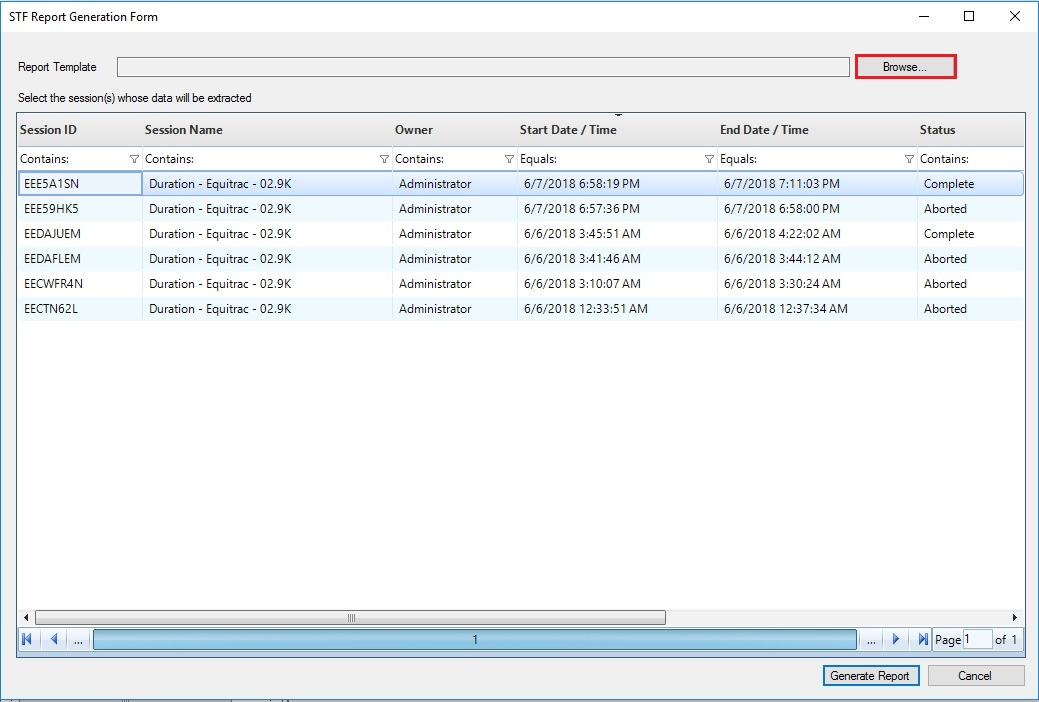 STF Report Generation Form
Report Template Browse...
Select the session(s) whose data will be extracted
Session ID Session Name Owner Start Date / Time End Date / Time Status
Contains: Contains: Contains: Equals: Equals: Contains:
EEE5A1SN Duration - Equitrac - 02.9K Administrator 6/7/2018 6:58:19 PM 6/7/2018 7:11:03 PM Complete
EEE59HK5 Duration - Equitrac - 02.9K Administrator 6/7/2018 6:57:36 PM 6/7/2018 6:58:00 PM Aborted
EEDAJUEM Duration - Equitrac - 02.9K Administrator 6/6/2018 3:45:51 AM 6/6/2018 4:22:02 AM Complete
EEDAFLEM Duration - Equitrac - 02.9K Administrator 6/6/2018 3:41:46 AM 6/6/2018 3:44:12 AM Aborted
EECWFR4N Duration - Equitrac - 02.9K Administrator 6/6/2018 3:10:07 AM 6/6/2018 3:30:24 AM Aborted
EECTN62L Duration - Equitrac - 02.9K Administrator 6/6/2018 12:33:51 AM 6/6/2018 12:37:34 AM Aborted
... 1 ... Page 1 of 1
Generate Report Cancel